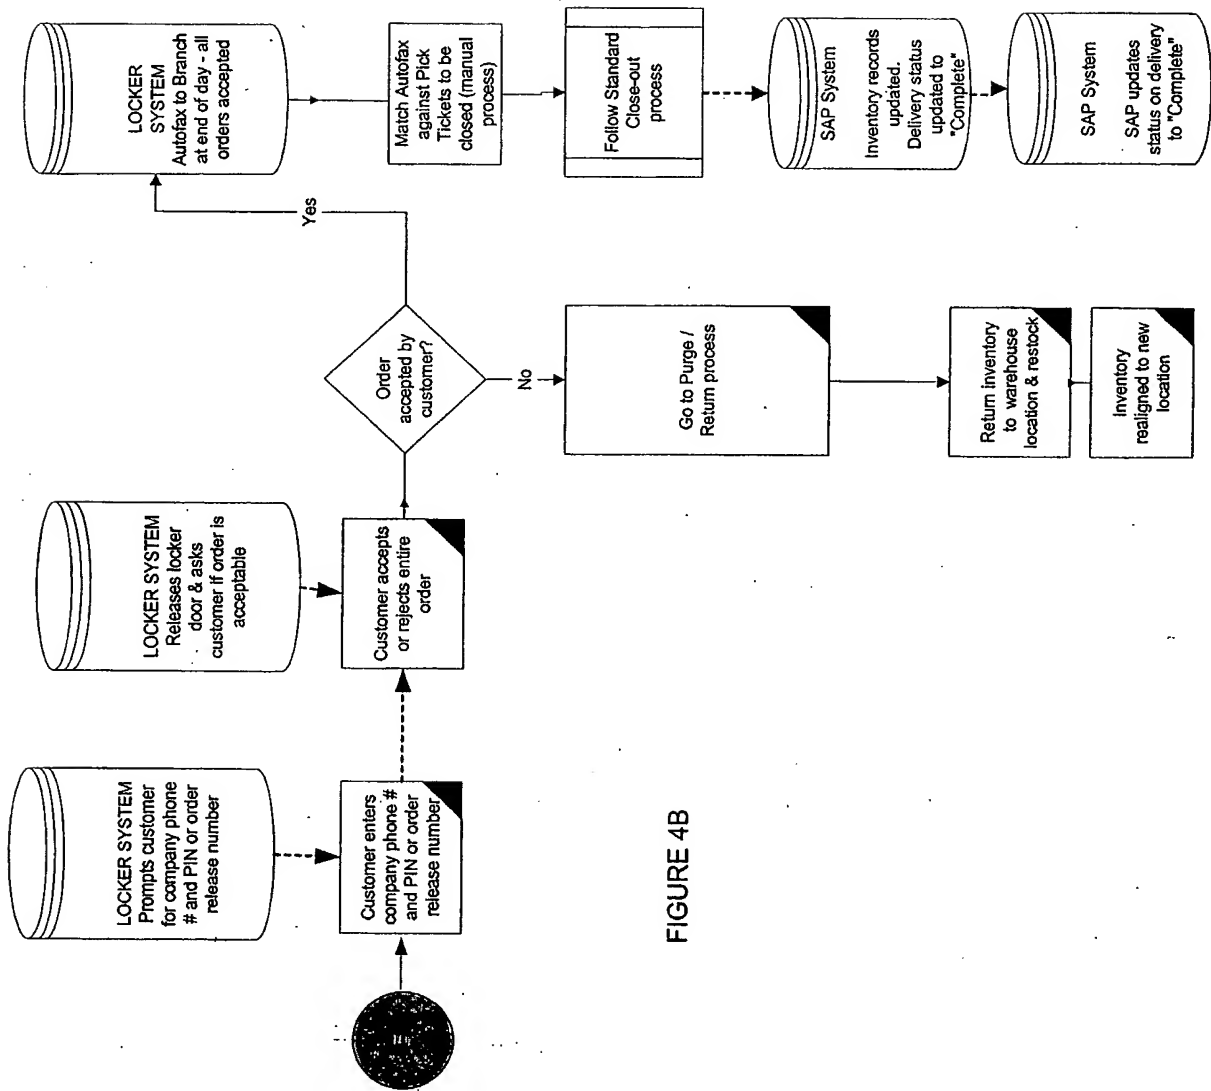 LOCKER SYSTEM
Prompts customer
for company phone
# and PIN or order
release number
Customer enters
company phone #
and PIN or order
release number
LOCKER SYSTEM
Releases locker
door & asks
customer if order is
acceptable
Customer accepts
or rejects entire
order
Order
accepted by
customer?
Yes
No
LOCKER
SYSTEM
Autofax to Branch
at end of day - all
orders accepted
Match Autofax
against Pick
Tickets to be
closed (manual
process)
Follow Standard
Close-out
process
SAP System
Inventory records
updated.
Delivery status
updated to
"Complete"
SAP System
SAP updates
status on delivery
to "Complete"
Go to Purge /
Return process
Return inventory
to warehouse
location & restock
Inventory
realigned to new
location
FIGURE 4B